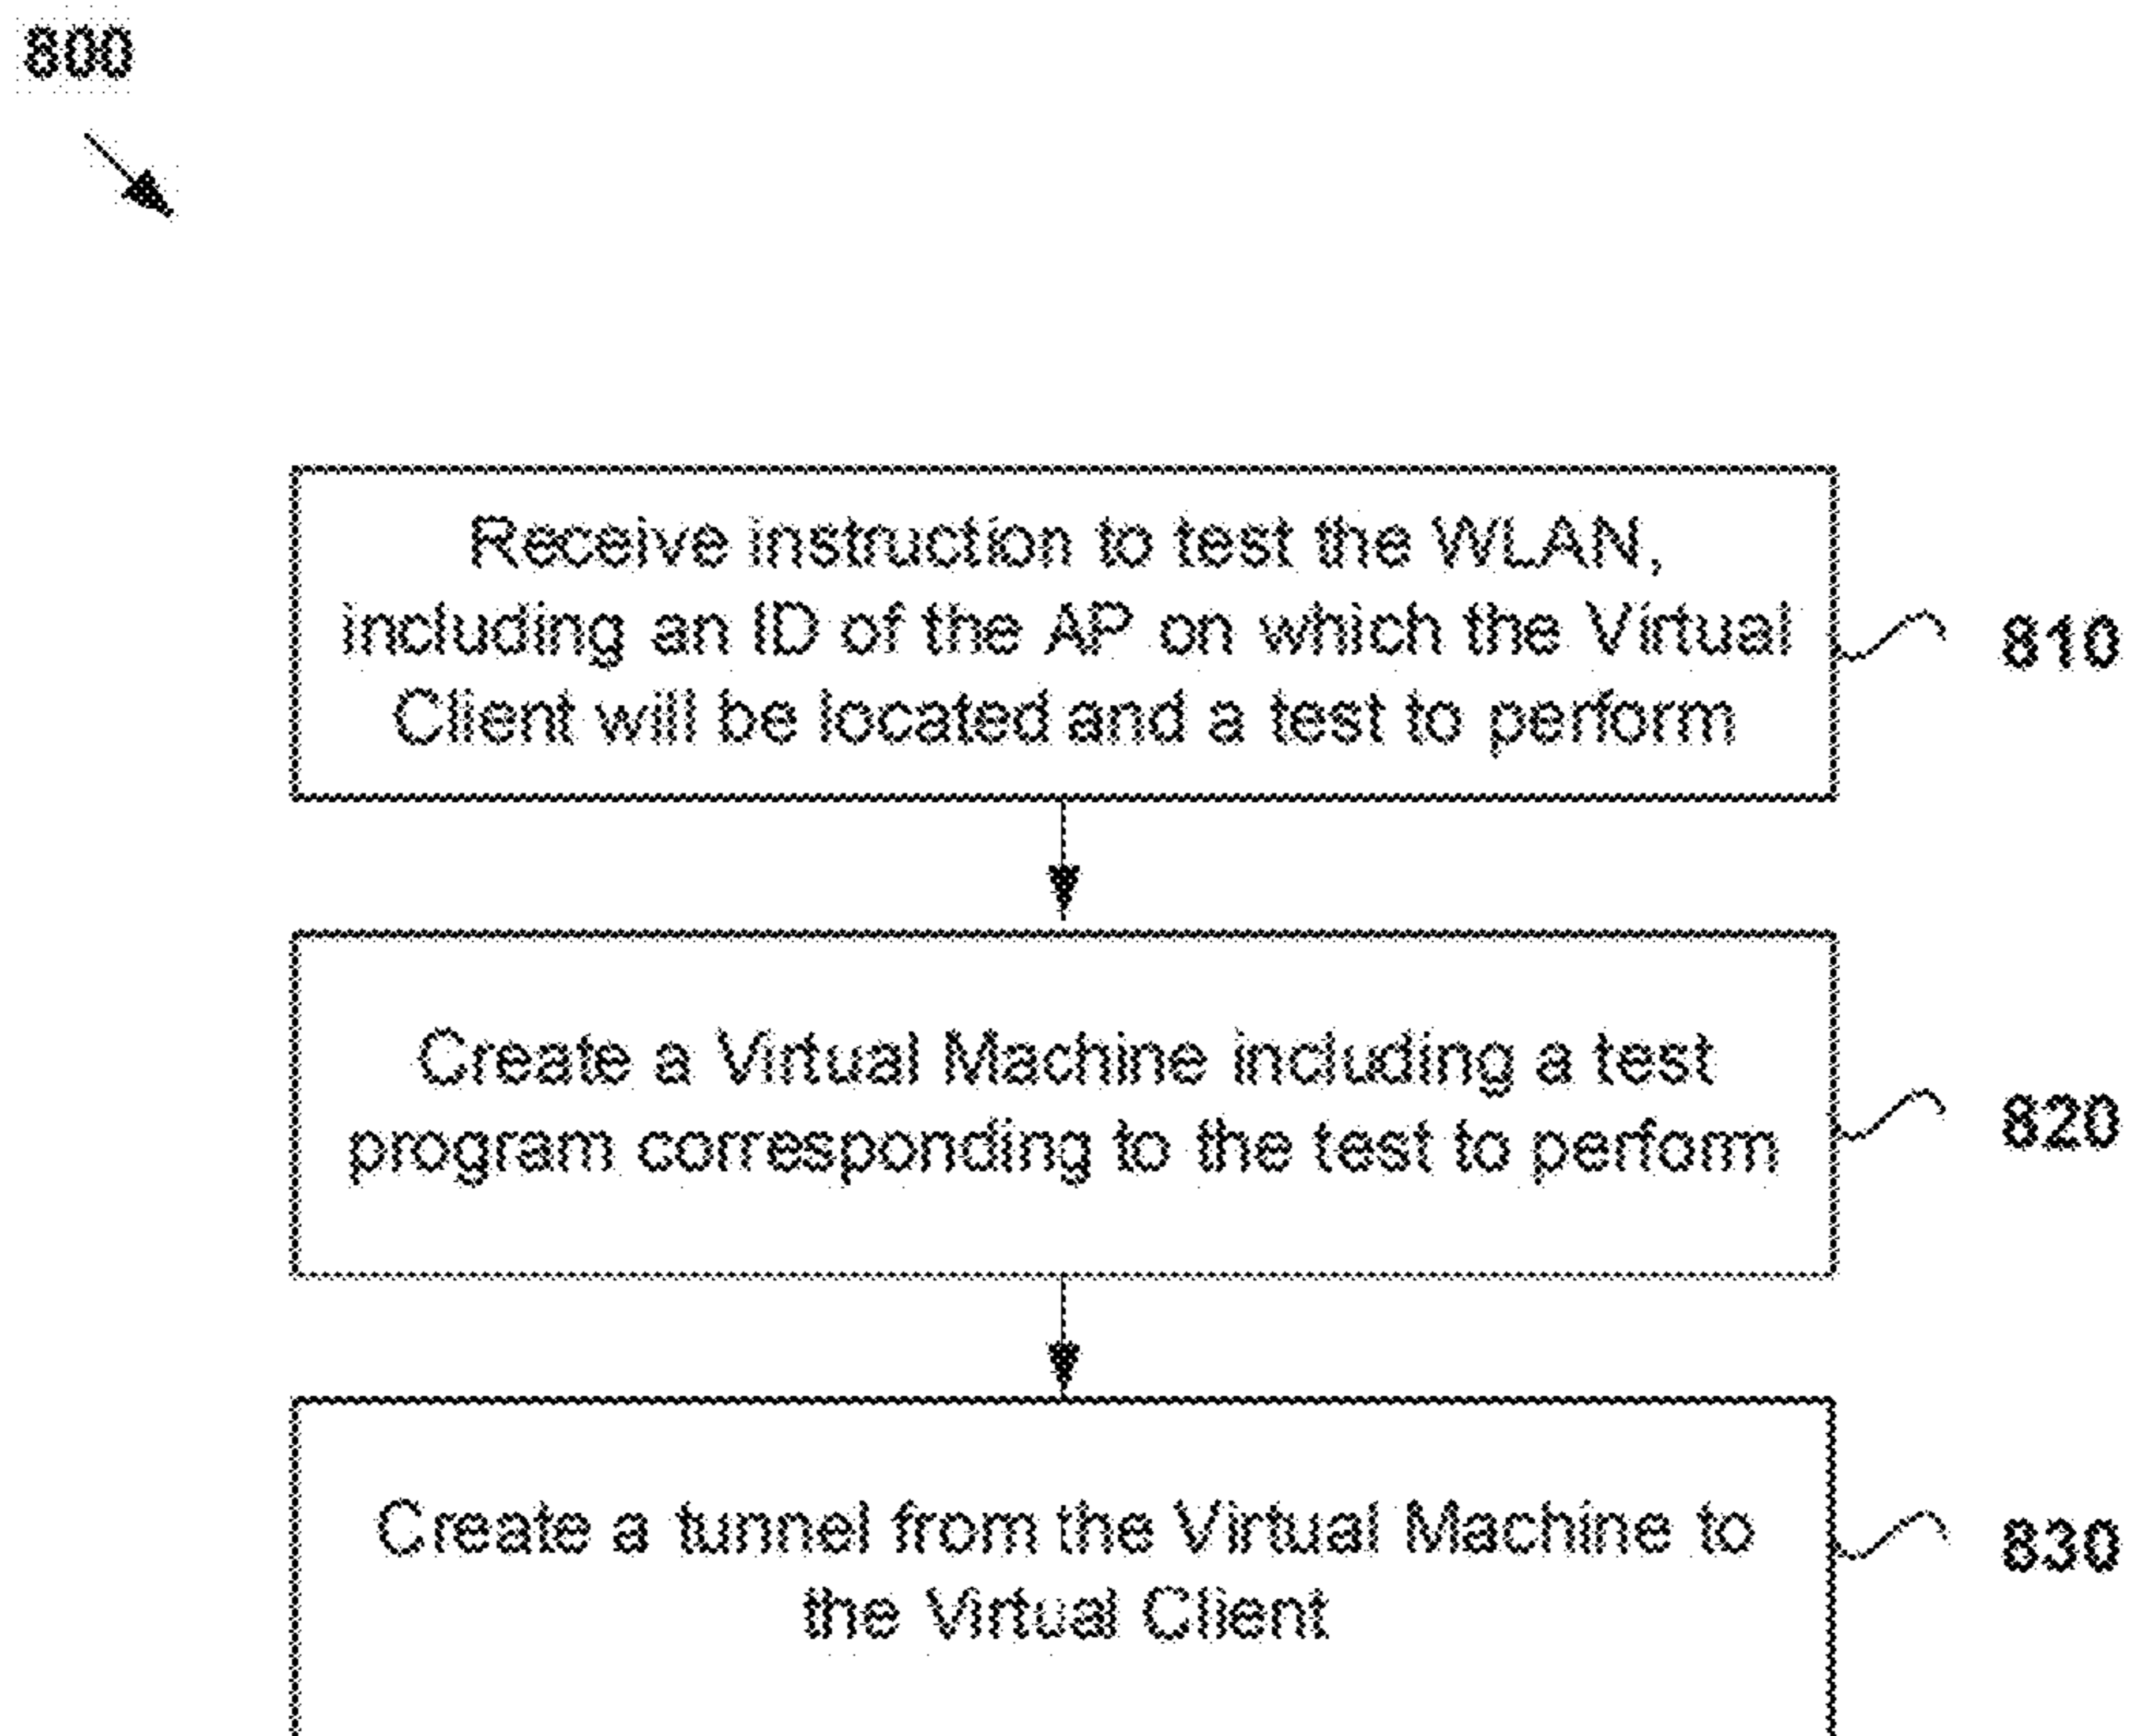 800
Receive instruction to test the WLAN,
including an ID of the AP on which the Virtual
Client will be located and a test to perform
810
Create a Virtual Machine including a test
program corresponding to the test to perform
820
Create a tunnel from the Virtual Machine to
the Virtual Client
830